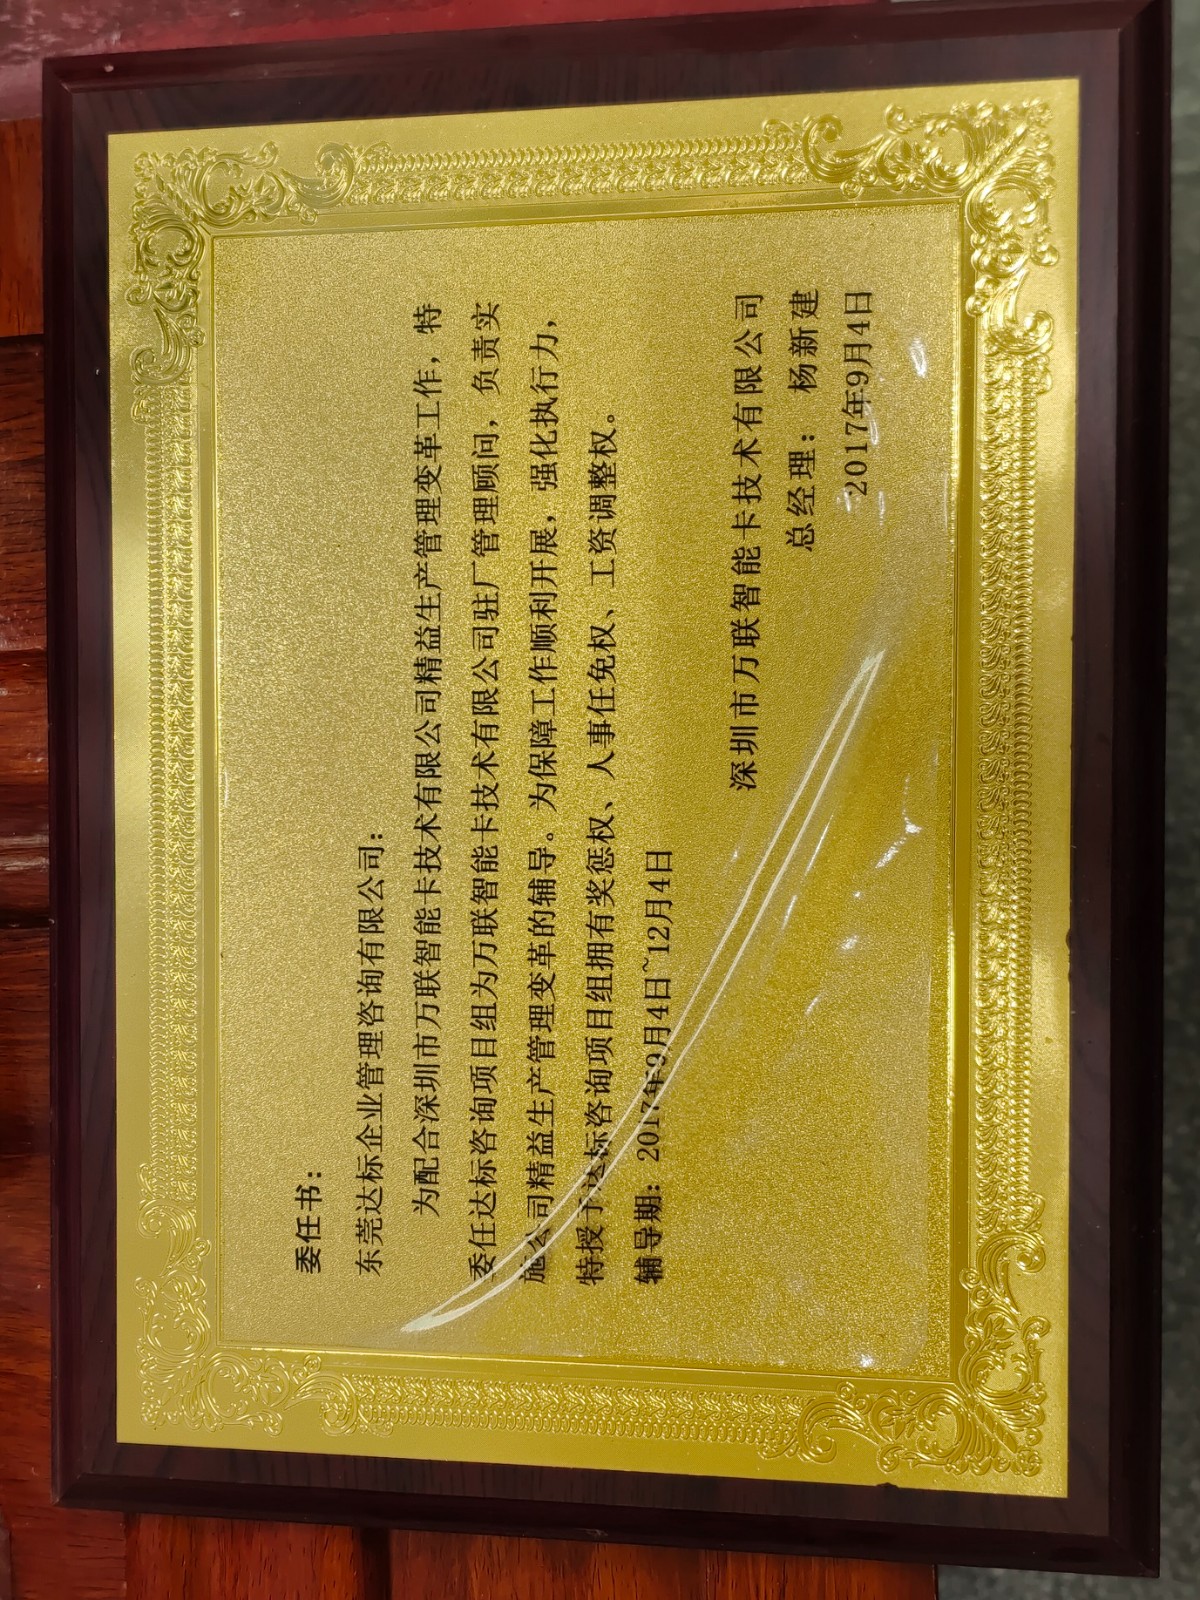 委任书：
东莞达标企业管理咨询有限公司：
为配合深圳市万联智能卡技术有限公司精益生产管理变革工作，特
委任达标咨询项目组为万联智能卡技术有限公司驻厂管理顾问，负责实
施公司精益生产管理变革的辅导。为保障工作顺利开展，强化执行力，
特授予达标咨询项目组拥有奖惩权、人事任免权、工资调整权。
辅导期：2017年9月4日~12月4日
深圳市万联智能卡技术有限公司
总经理：杨新建
2017年9月4日